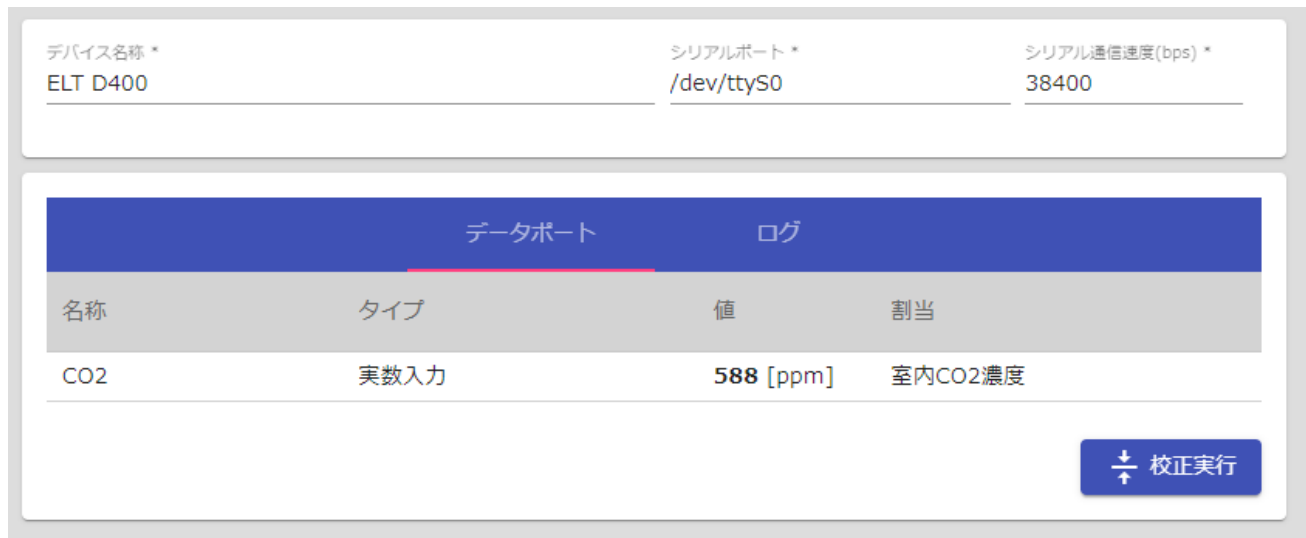 デバイス名称 * シリアルポート * シリアル通信速度(bps) *
ELT D400 /dev/ttyS0 38400
データポート ログ
名称 タイプ 値 割当
CO2 実数入力 588 [ppm] 室内CO2濃度
校正実行